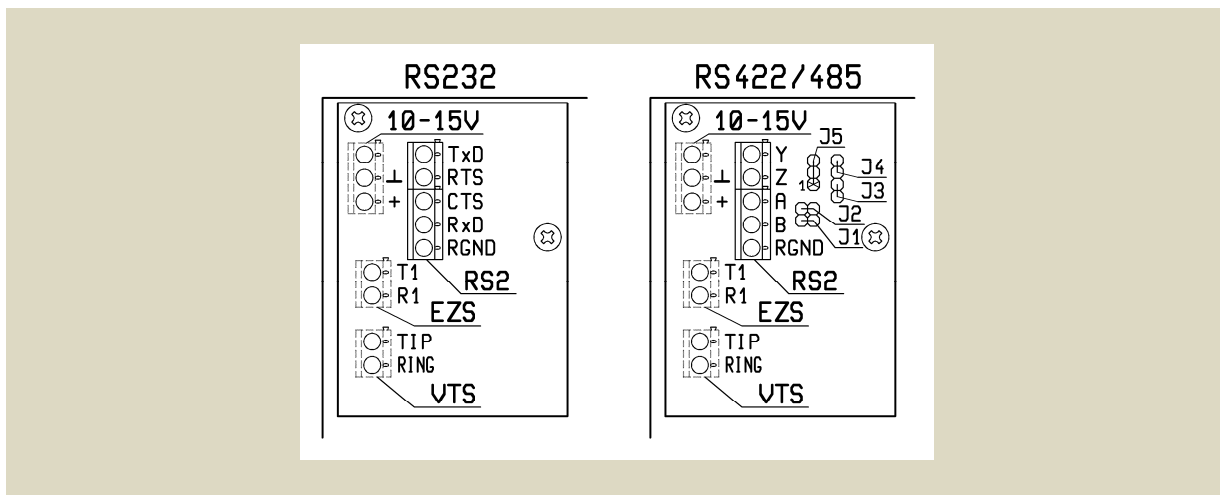 RS232
10-15V
TxD
⊥ RTS
+ CTS
RxD
RGND
RS2
T1
R1
EZS
TIP
RING
VTS
RS422/485
10-15V
J5
Y
⊥ Z
1
J4
+ A
J3
B
J2
J1
RGND
RS2
T1
R1
EZS
TIP
RING
VTS